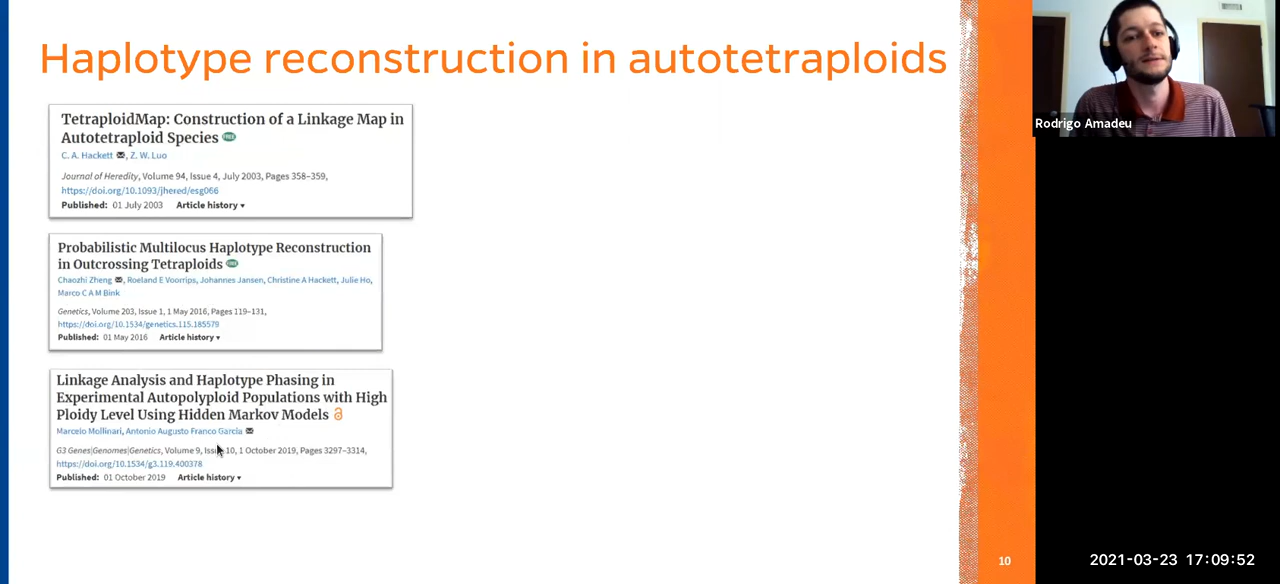 Haplotype reconstruction in autotetraploids
TetraploidMap: Construction of a Linkage Map in
Autotetraploid Species FREE
C. A. Hackett, Z. W. Luo
Journal of Heredity, Volume 94, Issue 4, July 2003, Pages 358–359,
https://doi.org/10.1093/jhered/esg066
Published: 01 July 2003 Article history ▾
Probabilistic Multilocus Haplotype Reconstruction
in Outcrossing Tetraploids FREE
Chaozhi Zheng, Roeland E Voorrips, Johannes Jansen, Christine A Hackett, Julie Ho,
Marco C A M Bink
Genetics, Volume 203, Issue 1, 1 May 2016, Pages 119–131,
https://doi.org/10.1534/genetics.115.185579
Published: 01 May 2016 Article history ▾
Linkage Analysis and Haplotype Phasing in
Experimental Autopolyploid Populations with High
Ploidy Level Using Hidden Markov Models
Marcelo Mollinari, Antonio Augusto Franco Garcia
G3 Genes|Genomes|Genetics, Volume 9, Issue 10, 1 October 2019, Pages 3297–3314,
https://doi.org/10.1534/g3.119.400378
Published: 01 October 2019 Article history ▾
10
Rodrigo Amadeu
2021-03-23 17:09:52